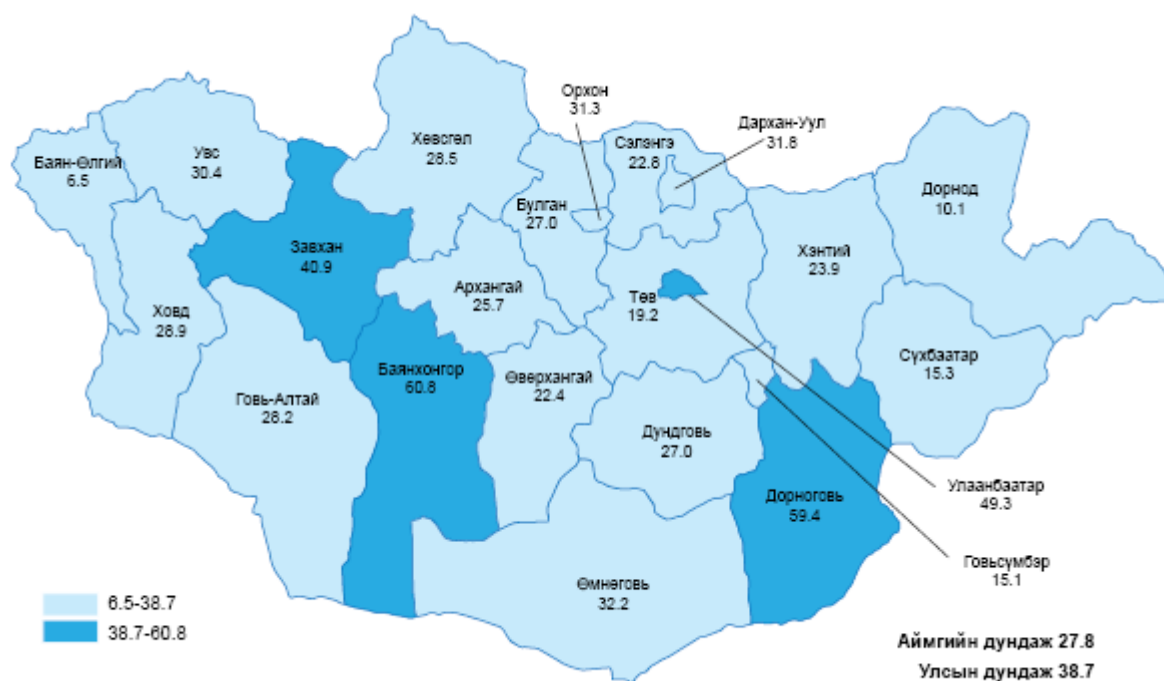 Орхон
31.3
Дархан-Уул
31.8
Хөвсгөл
28.5
Сэлэнгэ
22.8
Увс
30.4
Баян-Өлгий
6.5
Дорнод
10.1
Булган
27.0
Завхан
40.9
Хэнтий
23.9
Архангай
25.7
Төв
19.2
Ховд
28.9
Сүхбаатар
15.3
Баянхонгор
60.8
Өвөрхангай
22.4
Говь-Алтай
28.2
Дундговь
27.0
Дорноговь
59.4
Улаанбаатар
49.3
Говьсүмбэр
15.1
Өмнөговь
32.2
6.5-38.7
38.7-60.8
Аймгийн дундаж 27.8
Улсын дундаж 38.7